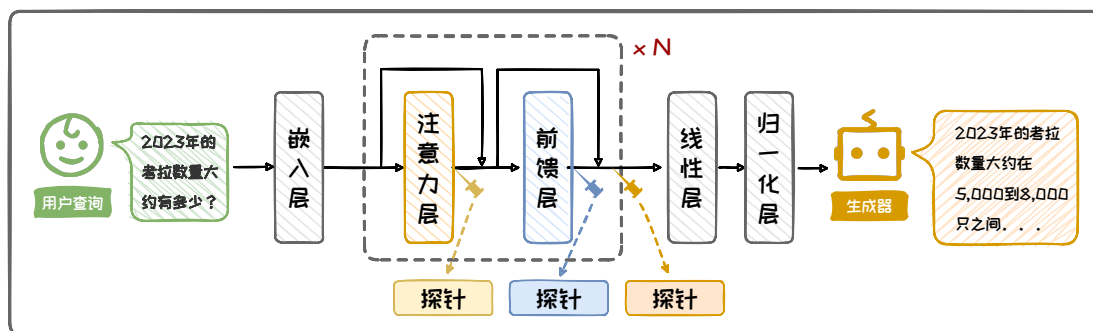 ×N
2023年的
考拉数量大
约有多少？
用户查询
嵌入层
注意力层
前馈层
线性层
归一化层
生成器
2023年的考拉
数量大约在
5,000到8,000
只之间...
探针
探针
探针